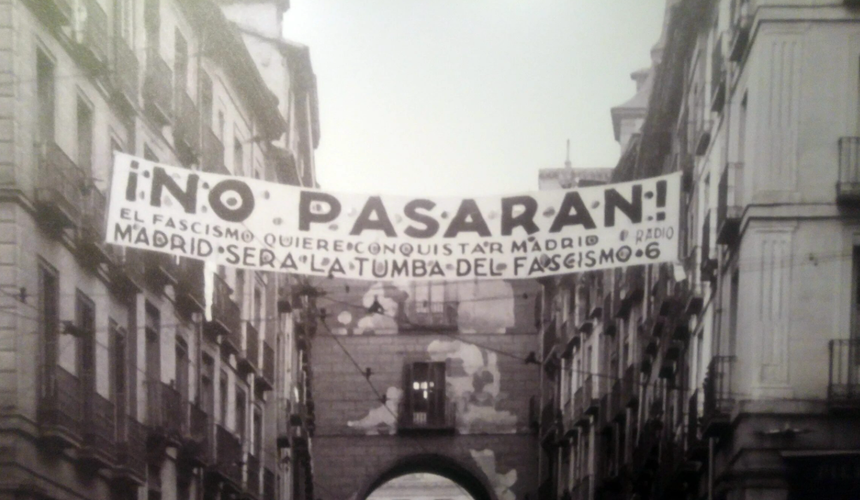 ¡NO PASARAN!
EL FASCISMO QUIERE CONQUISTAR MADRID
MADRID SERA LA TUMBA DEL FASCISMO RADIO 6